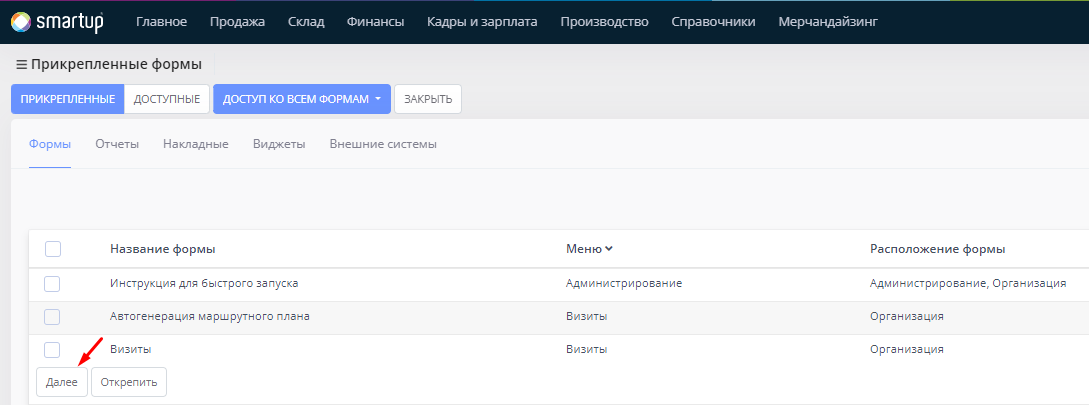 smartup Главное Продажа Склад Финансы Кадры и зарплата Производство Справочники Мерчандайзинг
Прикрепленные формы
ПРИКРЕПЛЕННЫЕ ДОСТУПНЫЕ ДОСТУП КО ВСЕМ ФОРМАМ ЗАКРЫТЬ
Формы Отчеты Накладные Виджеты Внешние системы
Название формы Меню Расположение формы
Инструкция для быстрого запуска Администрирование Администрирование, Организация
Автогенерация маршрутного плана Визиты Организация
Визиты Визиты Организация
Далее Открепить